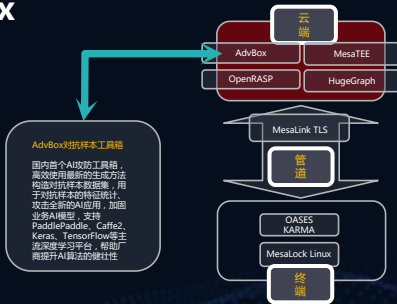 x
云
端
AdvBox
MesaTEE
OpenRASP
HugeGraph
MesaLink TLS
管
道
AdvBox对抗样本工具箱
国内首个AI攻防工具箱，
高效使用最新的生成方法
构造对抗样本数据集，用
于对抗样本的特征统计、
攻击全新的AI应用，加固
业务AI模型，支持
PaddlePaddle、Caffe2、
Keras、TensorFlow等主
流深度学习平台，帮助厂
商提升AI算法的健壮性
OASES
KARMA
MesaLock Linux
终
端